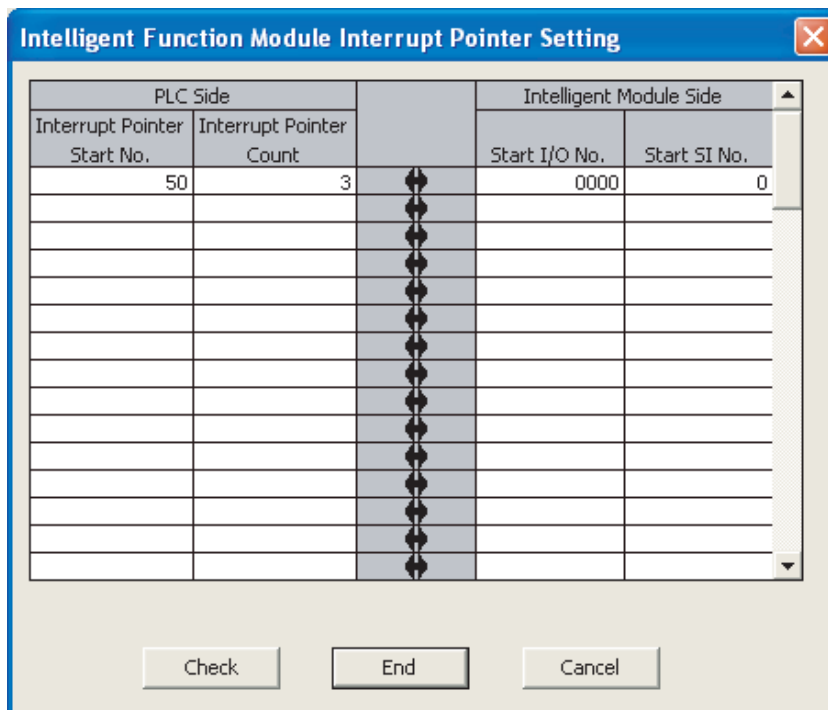 Intelligent Function Module Interrupt Pointer Setting
PLC Side Intelligent Module Side
Interrupt Pointer Interrupt Pointer
Start No. Count Start I/O No. Start SI No.
50 3 0000 0
Check End Cancel